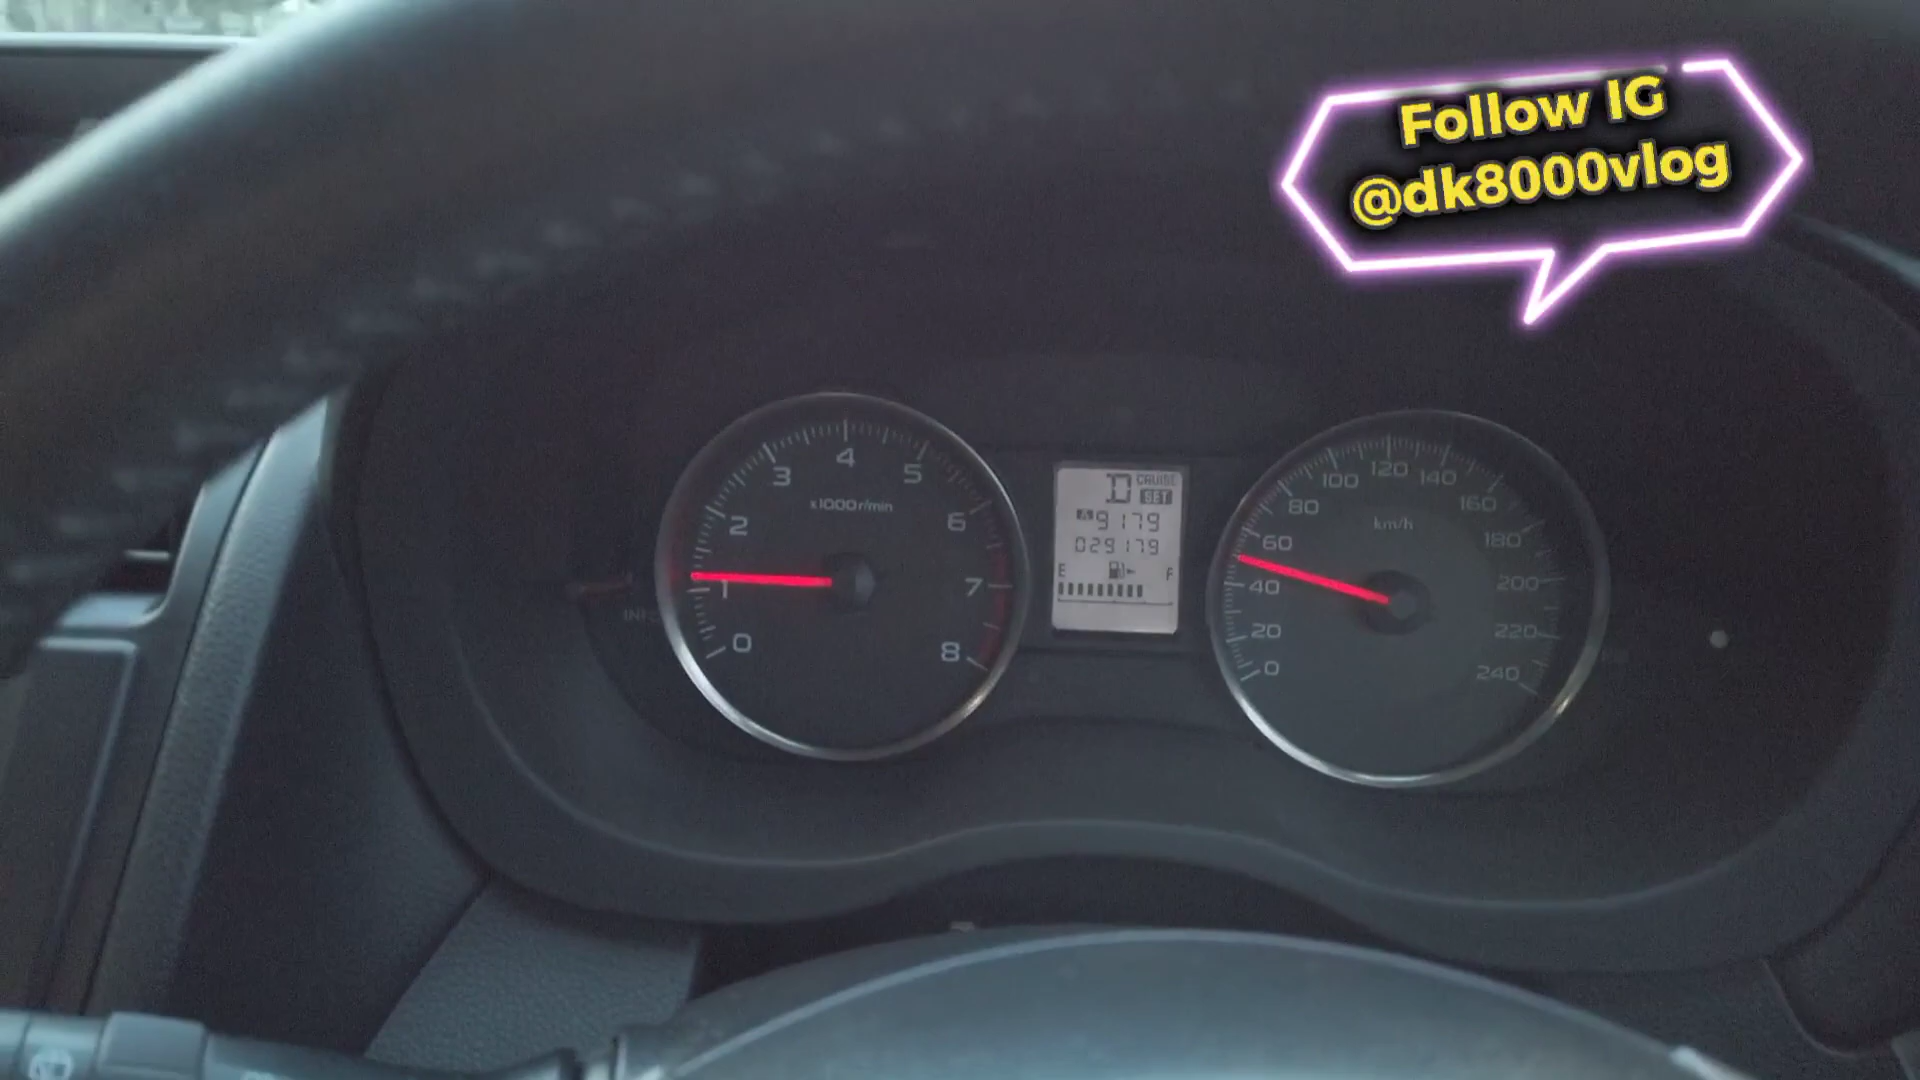 Follow IG
@dk8000vlog
0
1
2
3
4
5
6
7
8
x1000r/min
D CRUISE
SET
A 9179
029179
E F
0
20
40
60
80
100
120
140
160
180
200
220
240
km/h